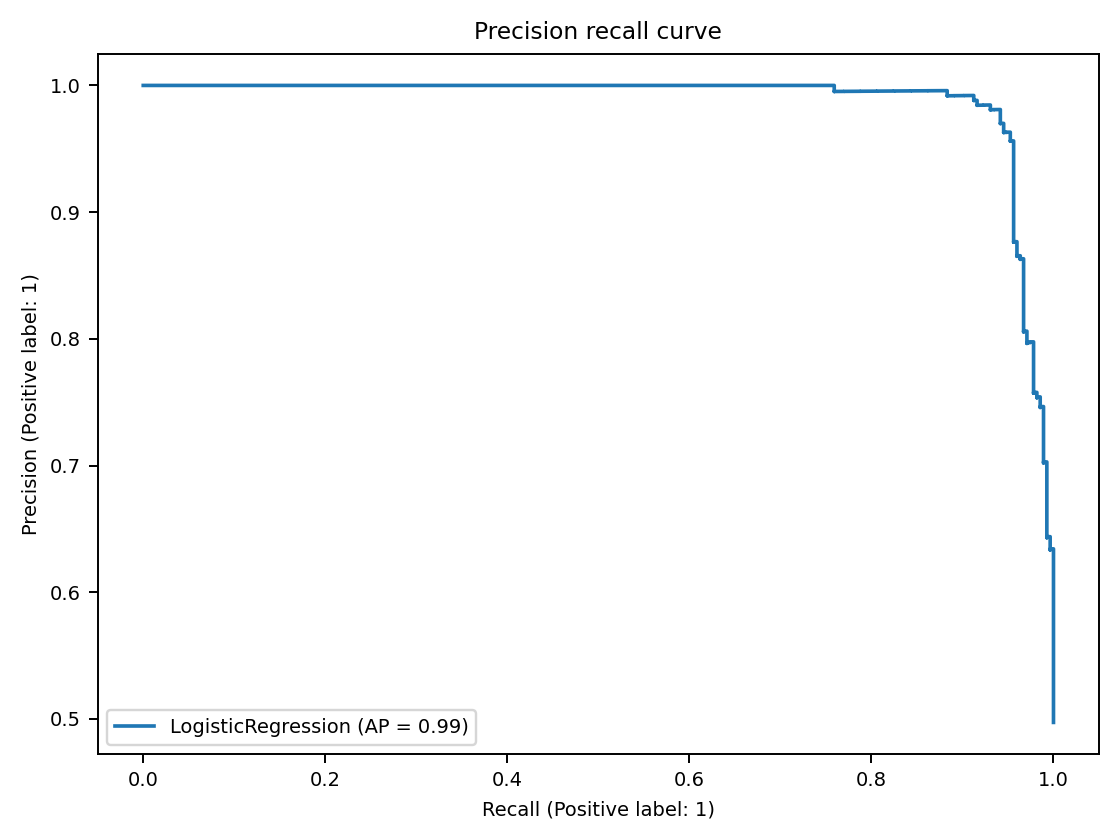 Precision recall curve
Precision (Positive label: 1)
1.0
0.9
0.8
0.7
0.6
0.5
LogisticRegression (AP = 0.99)
0.0 0.2 0.4 0.6 0.8 1.0
Recall (Positive label: 1)